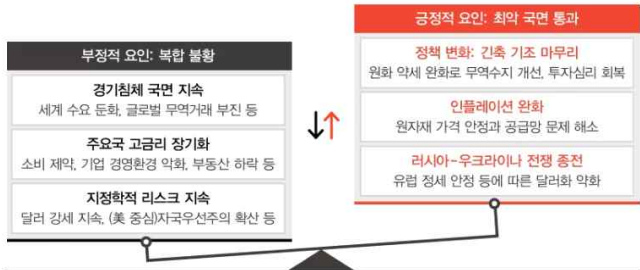 부정적 요인: 복합 불황
경기침체 국면 지속
세계 수요 둔화, 글로벌 무역거래 부진 등
주요국 고금리 장기화
소비 제약, 기업 경영환경 악화, 부동산 하락 등
지정학적 리스크 지속
달러 강세 지속, (美 중심)자국우선주의 확산 등
긍정적 요인: 최악 국면 통과
정책 변화: 긴축 기조 마무리
원화 약세 완화로 무역수지 개선, 투자심리 회복
인플레이션 완화
원자재 가격 안정과 공급망 문제 해소
러시아-우크라이나 전쟁 종전
유럽 정세 안정 등에 따른 달러화 약화